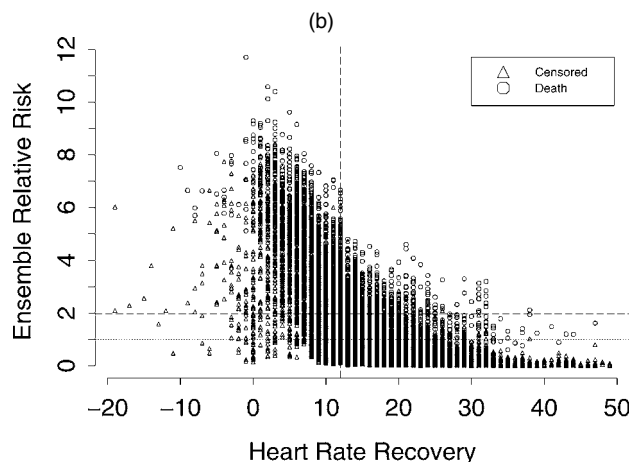 (b)
Ensemble Relative Risk
12
10
8
6
4
2
0
Censored
Death
−20 −10 0 10 20 30 40 50
Heart Rate Recovery